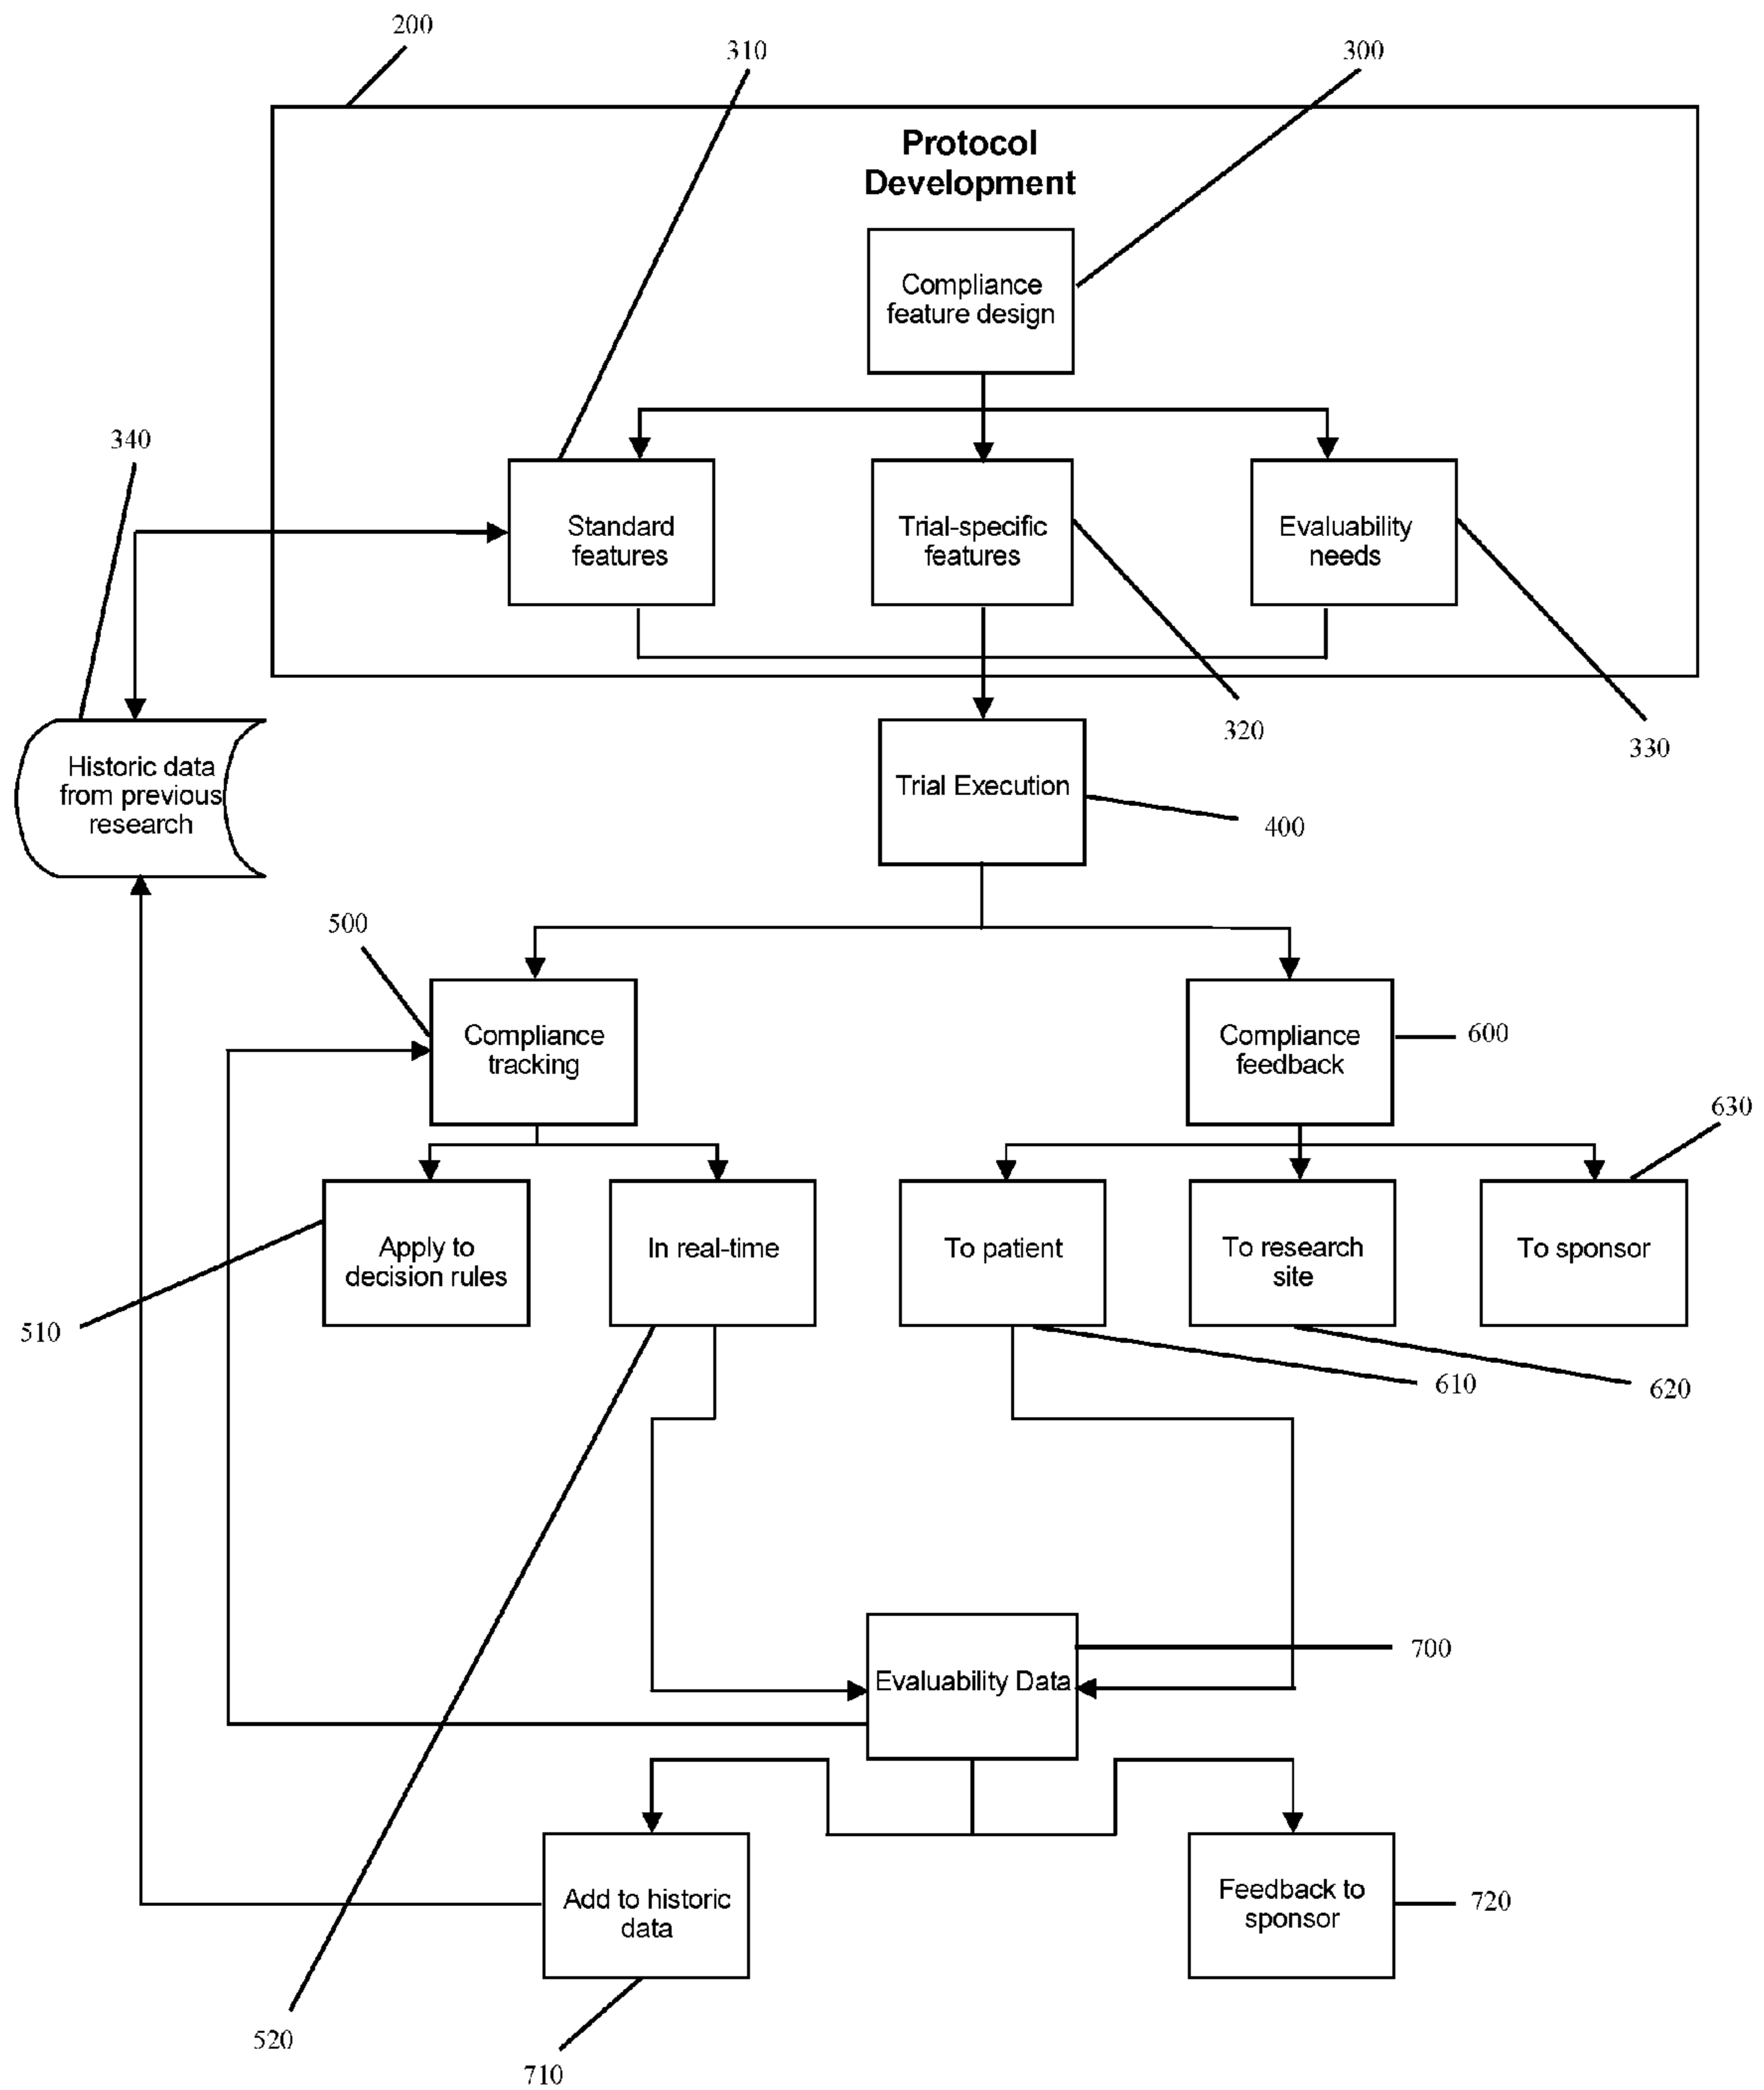 200
310
300
Protocol
Development
Compliance
feature design
340
Standard
features
Trial-specific
features
Evaluability
needs
320
330
Historic data
from previous
research
Trial Execution
400
500
Compliance
tracking
Compliance
feedback
600
630
Apply to
decision rules
In real-time
To patient
To research
site
To sponsor
510
610
620
700
Evaluability Data
Add to historic
data
Feedback to
sponsor
720
520
710